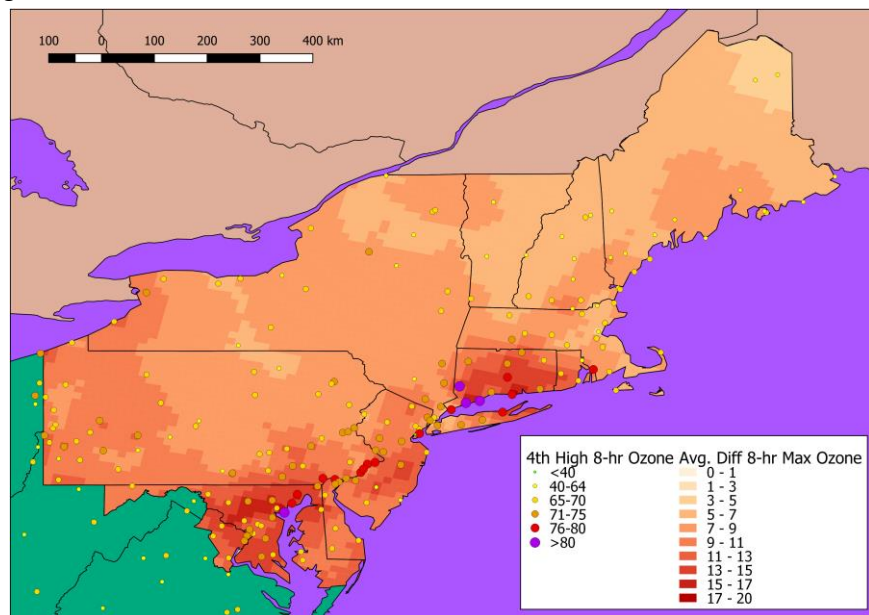 100 0 100 200 300 400 km
4th High 8-hr Ozone Avg. Diff 8-hr Max Ozone
<40 0 - 1
40-64 1 - 3
65-70 3 - 5
71-75 5 - 7
76-80 7 - 9
>80 9 - 11
11 - 13
13 - 15
15 - 17
17 - 20